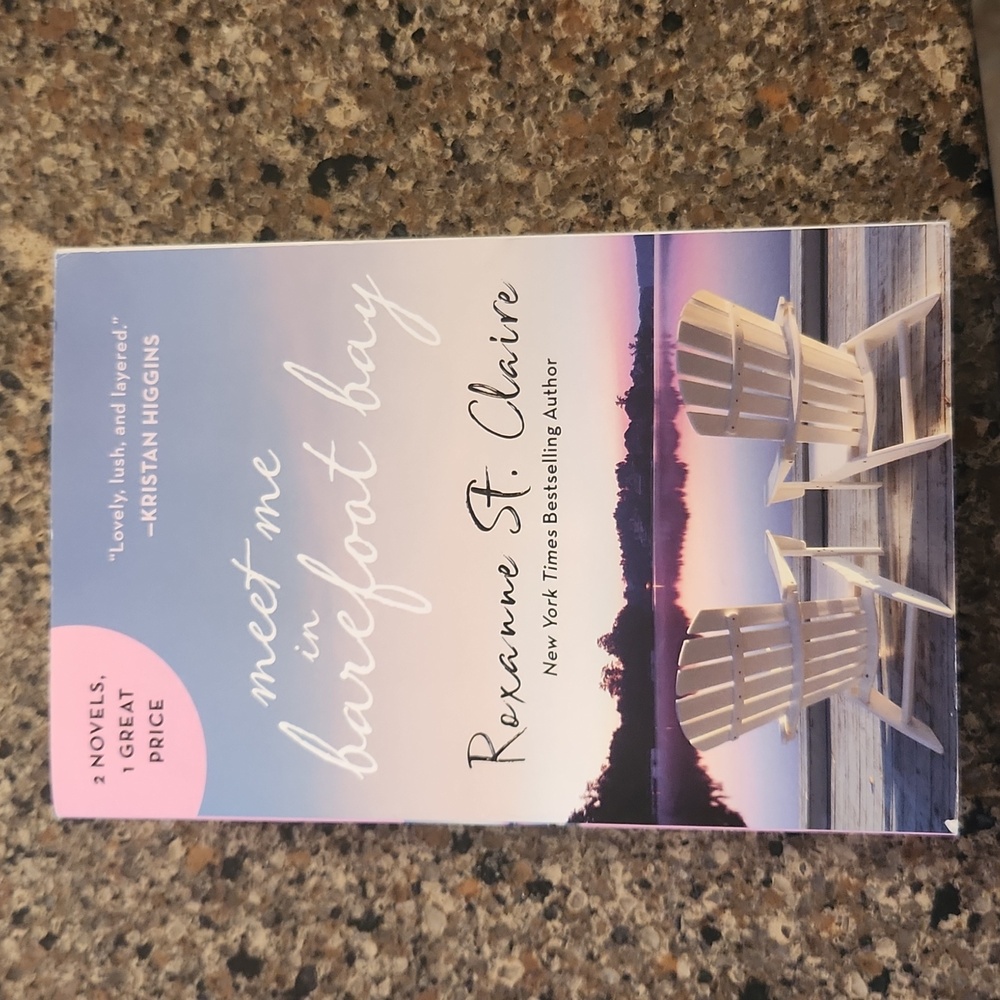 "Lovely, lush, and layered."
–KRISTAN HIGGINS
2 NOVELS,
1 GREAT
PRICE
meet me
in
barefoot bay
Roxanne St. Claire
New York Times Bestselling Author